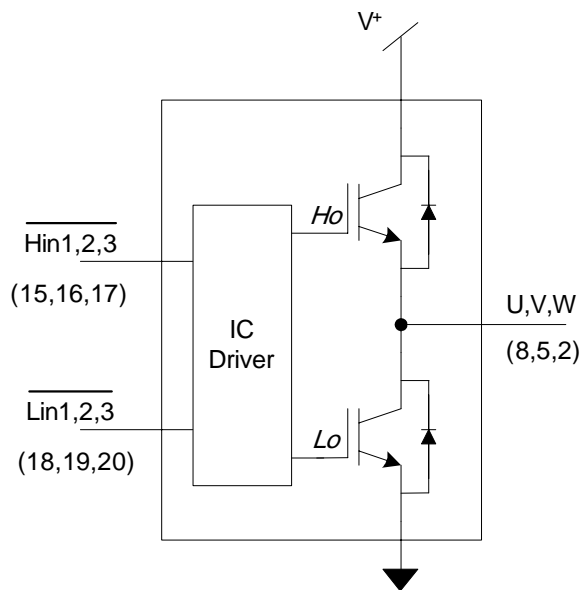 V+
Ho
Hin1,2,3
(15,16,17)
U,V,W
(8,5,2)
IC
Driver
Lin1,2,3
(18,19,20)
Lo